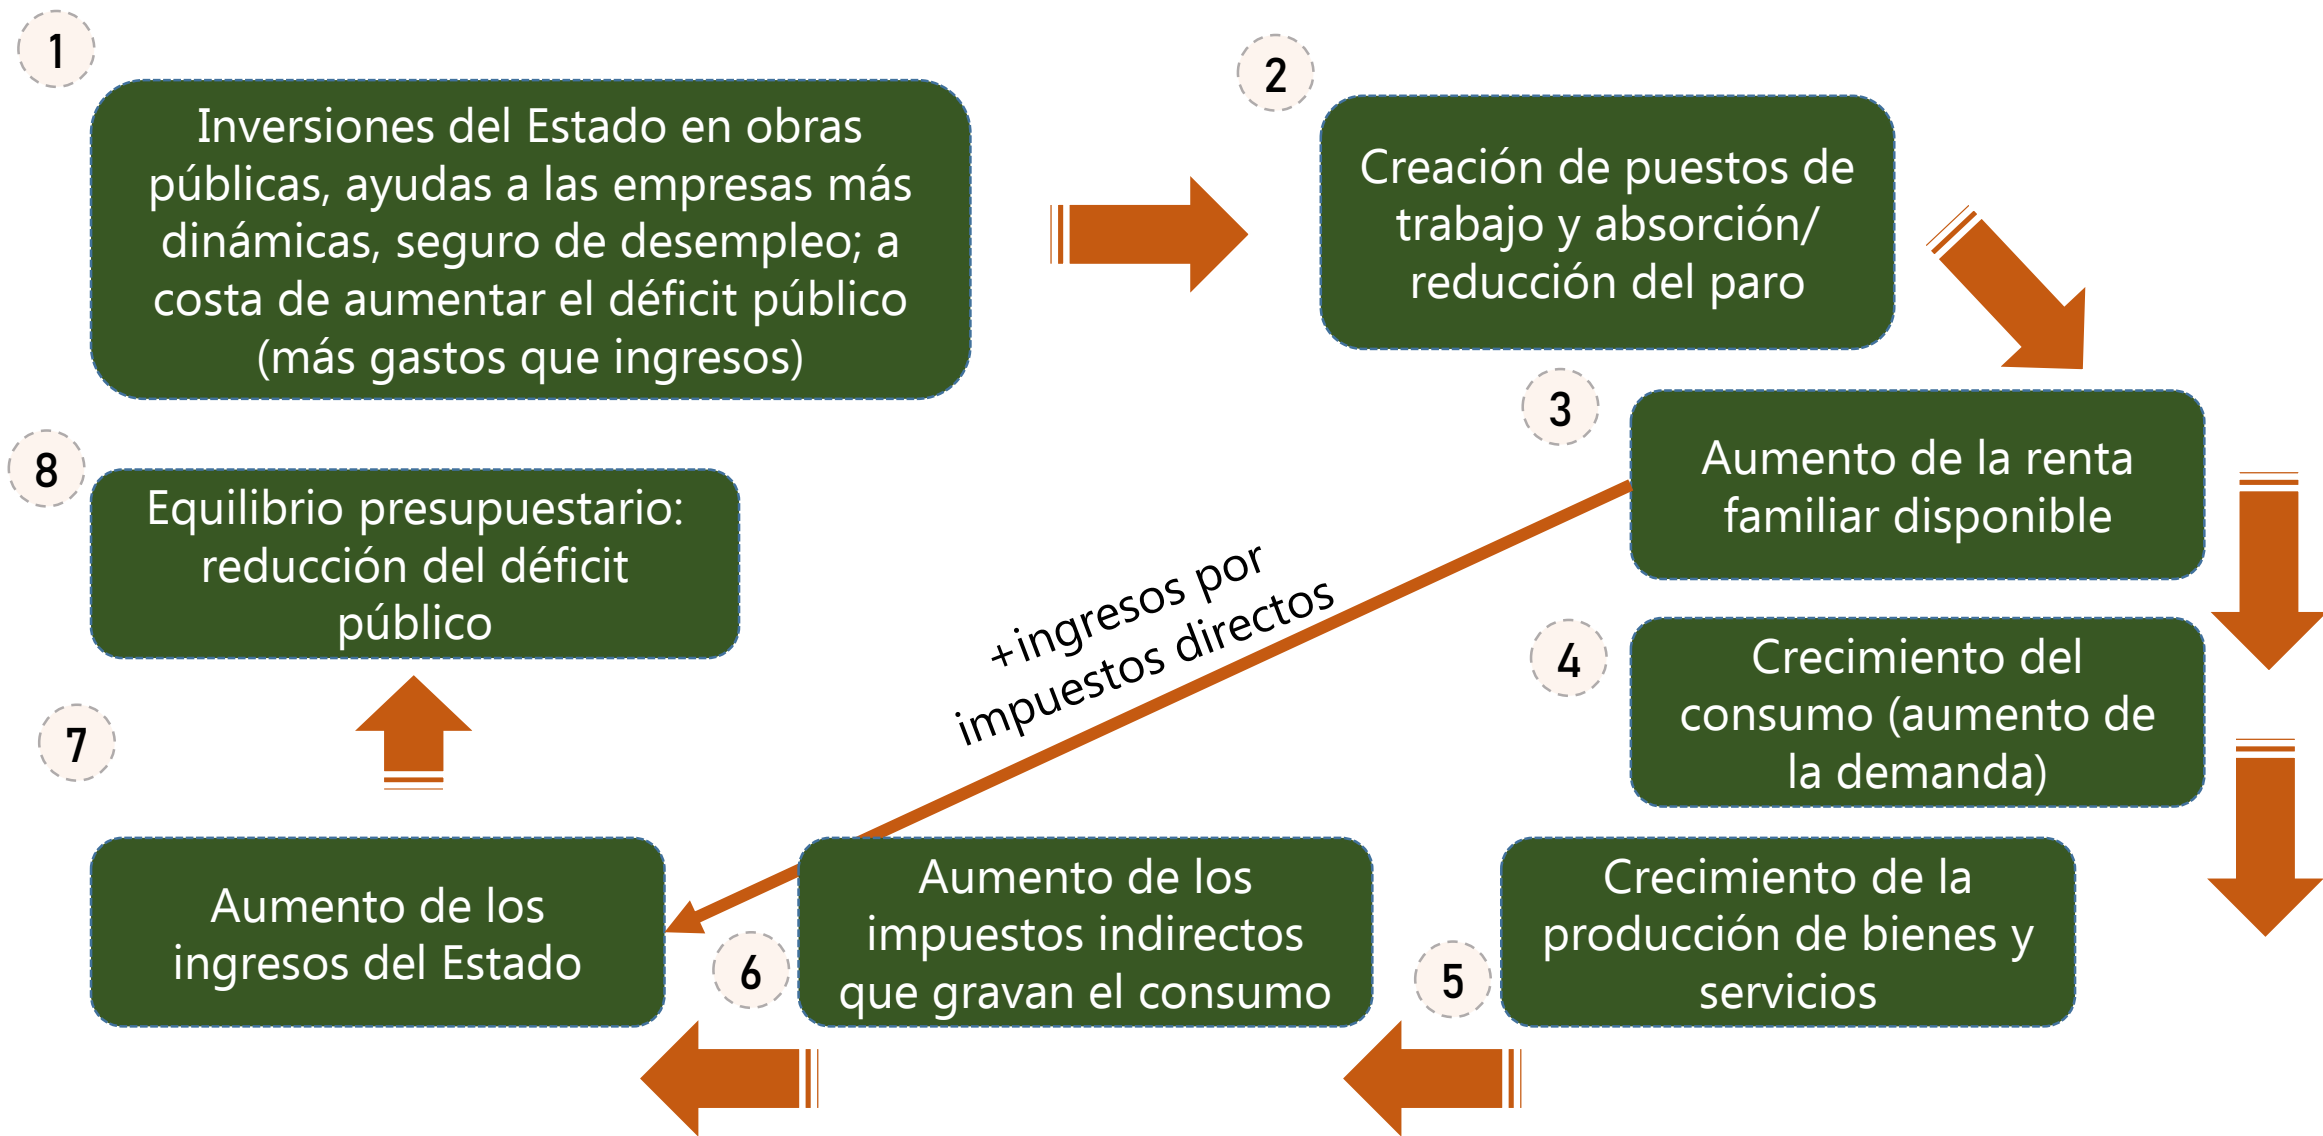 1
Inversiones del Estado en obras
públicas, ayudas a las empresas más
dinámicas, seguro de desempleo; a
costa de aumentar el déficit público
(más gastos que ingresos)
2
Creación de puestos de
trabajo y absorción/
reducción del paro
3
Aumento de la renta
familiar disponible
+ingresos por
impuestos directos
4
Crecimiento del
consumo (aumento de
la demanda)
5
Crecimiento de la
producción de bienes y
servicios
6
Aumento de los
impuestos indirectos
que gravan el consumo
7
Aumento de los
ingresos del Estado
8
Equilibrio presupuestario:
reducción del déficit
público